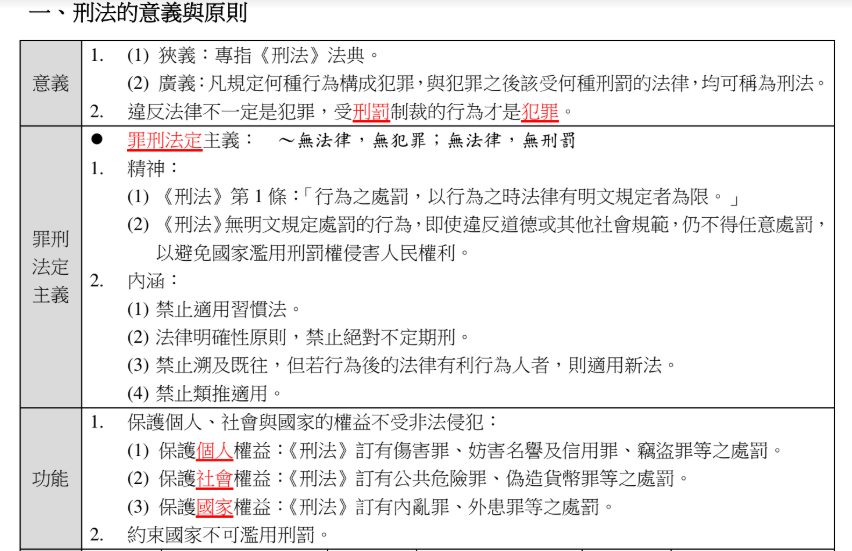 一、刑法的意義與原則
意義
1. (1) 狹義：專指《刑法》法典。
(2) 廣義：凡規定何種行為構成犯罪，與犯罪之後該受何種刑罰的法律，均可稱為刑法。
2. 違反法律不一定是犯罪，受刑罰制裁的行為才是犯罪。
罪刑
法定
主義
● 罪刑法定主義： ～無法律，無犯罪；無法律，無刑罰
1. 精神：
(1) 《刑法》第 1 條：「行為之處罰，以行為之時法律有明文規定者為限。」
(2) 《刑法》無明文規定處罰的行為，即使違反道德或其他社會規範，仍不得任意處罰，
以避免國家濫用刑罰權侵害人民權利。
2. 內涵：
(1) 禁止適用習慣法。
(2) 法律明確性原則，禁止絕對不定期刑。
(3) 禁止溯及既往，但若行為後的法律有利行為人者，則適用新法。
(4) 禁止類推適用。
功能
1. 保護個人、社會與國家的權益不受非法侵犯：
(1) 保護個人權益：《刑法》訂有傷害罪、妨害名譽及信用罪、竊盜罪等之處罰。
(2) 保護社會權益：《刑法》訂有公共危險罪、偽造貨幣罪等之處罰。
(3) 保護國家權益：《刑法》訂有內亂罪、外患罪等之處罰。
2. 約束國家不可濫用刑罰。